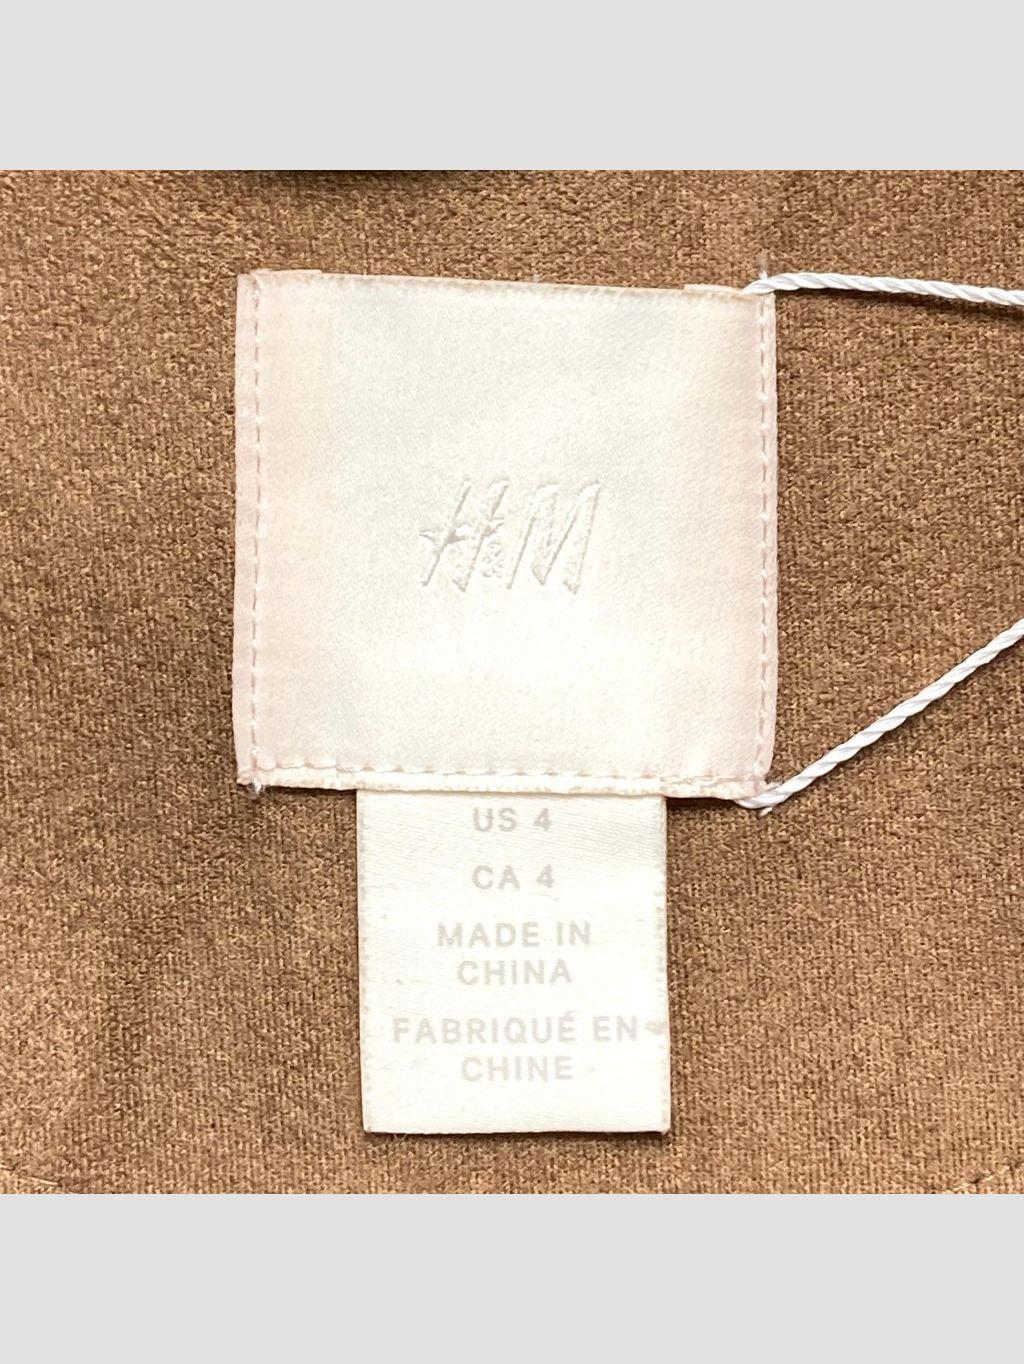 H&M
US 4
CA 4
MADE IN
CHINA
FABRIQUÉ EN
CHINE